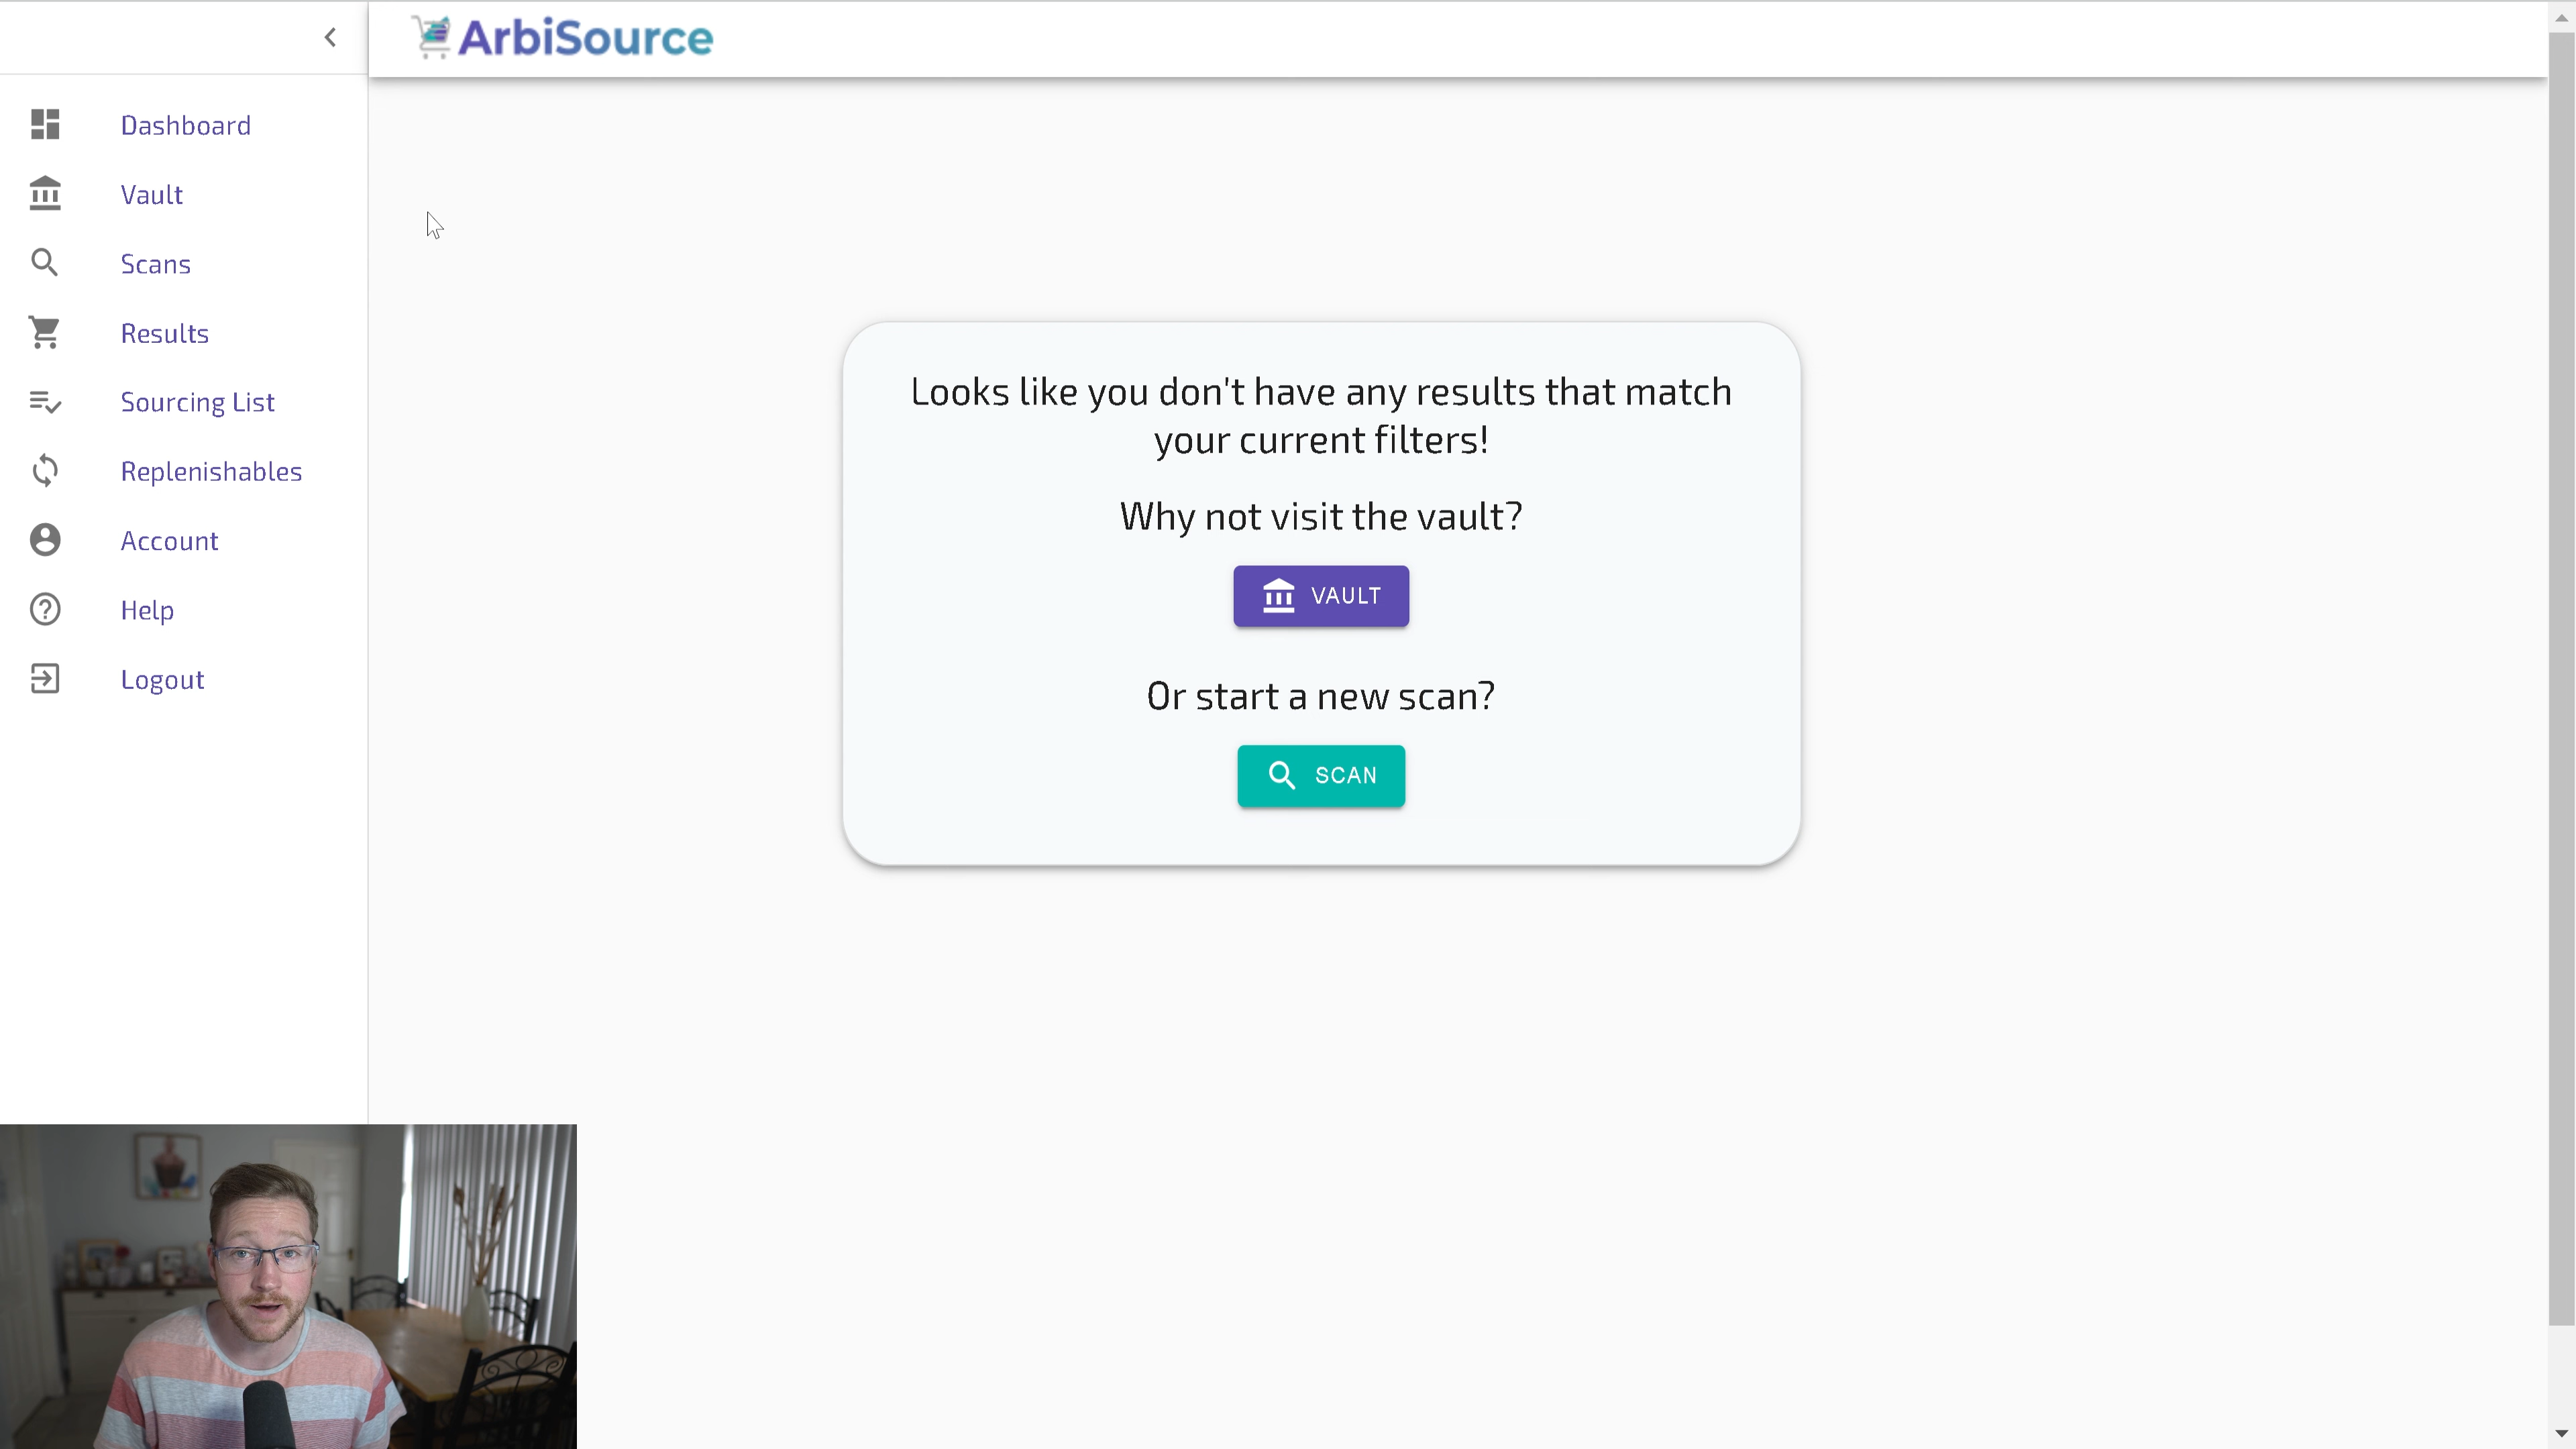 ArbiSource
Dashboard
Vault
Scans
Results
Sourcing List
Replenishables
Account
Help
Logout
Looks like you don't have any results that match
your current filters!
Why not visit the vault?
VAULT
Or start a new scan?
SCAN